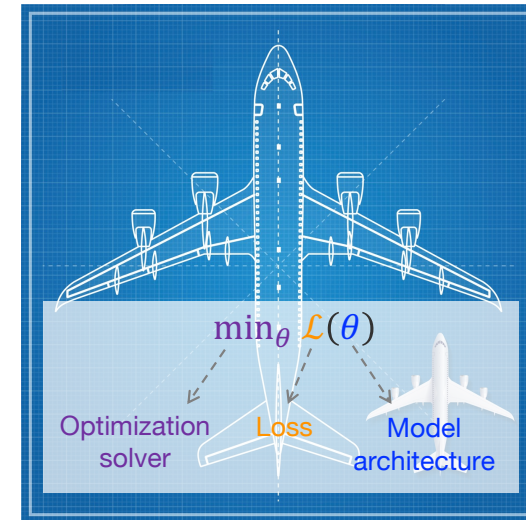 min_θ ℒ(θ)
Optimization Loss Model
solver architecture